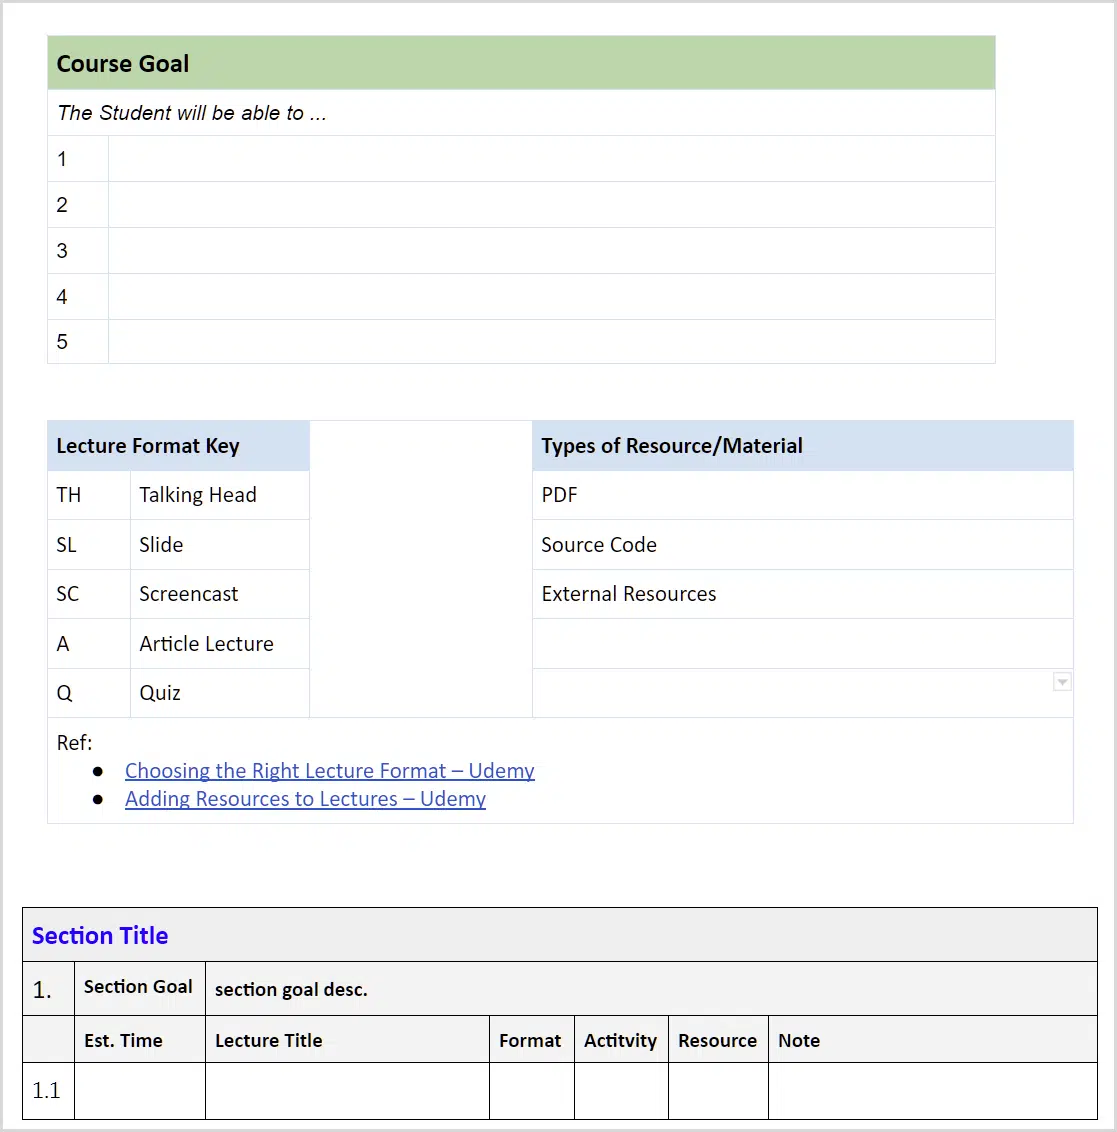 Course Goal
The Student will be able to ...
1
2
3
4
5
Lecture Format Key Types of Resource/Material
TH Talking Head PDF
SL Slide Source Code
SC Screencast External Resources
A Article Lecture
Q Quiz
Ref:
● Choosing the Right Lecture Format – Udemy
● Adding Resources to Lectures – Udemy
Section Title
1. Section Goal section goal desc.
Est. Time Lecture Title Format Actitvity Resource Note
1.1